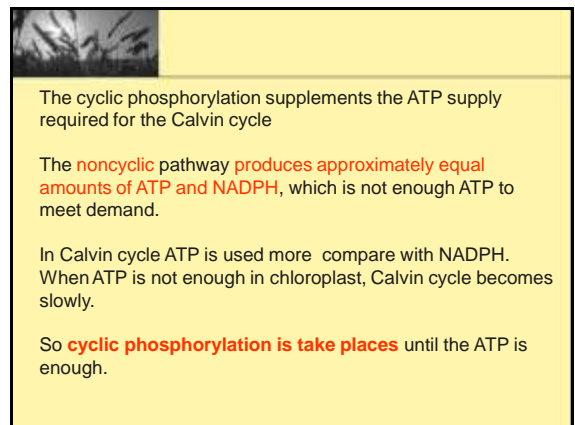 The cyclic phosphorylation supplements the ATP supply
required for the Calvin cycle
The noncyclic pathway produces approximately equal
amounts of ATP and NADPH, which is not enough ATP to
meet demand.
In Calvin cycle ATP is used more  compare with NADPH.
When ATP is not enough in chloroplast, Calvin cycle becomes
slowly.
So cyclic phosphorylation is take places until the ATP is
enough.